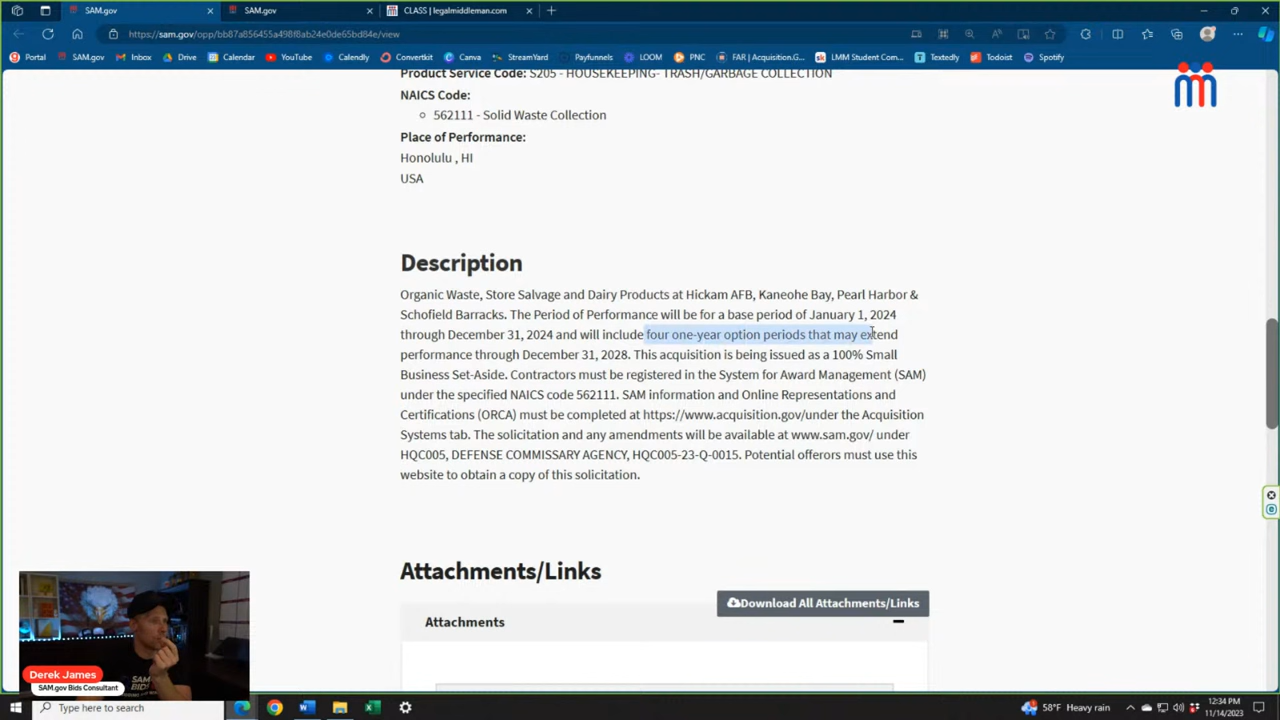 SAM.gov
SAM.gov
CLASS | legalmiddleman.com
https://sam.gov/opp/bb87a856455a498f8ab24e0de65bd84e/view
Portal
SAM.gov
Inbox
Drive
Calendar
YouTube
Calendly
Convertkit
Canva
StreamYard
Payfunnels
LOOM
PNC
FAR | Acquisition.G...
LMM Student Com...
Textedly
Todoist
Spotify
Product Service Code: S205 - HOUSEKEEPING- TRASH/GARBAGE COLLECTION
NAICS Code:
562111 - Solid Waste Collection
Place of Performance:
Honolulu , HI
USA
Description
Organic Waste, Store Salvage and Dairy Products at Hickam AFB, Kaneohe Bay, Pearl Harbor &
Schofield Barracks. The Period of Performance will be for a base period of January 1, 2024
through December 31, 2024 and will include four one-year option periods that may extend
performance through December 31, 2028. This acquisition is being issued as a 100% Small
Business Set-Aside. Contractors must be registered in the System for Award Management (SAM)
under the specified NAICS code 562111. SAM information and Online Representations and
Certifications (ORCA) must be completed at https://www.acquisition.gov/under the Acquisition
Systems tab. The solicitation and any amendments will be available at www.sam.gov/ under
HQC005, DEFENSE COMMISSARY AGENCY, HQC005-23-Q-0015. Potential offerors must use this
website to obtain a copy of this solicitation.
Attachments/Links
Download All Attachments/Links
Attachments
Derek James
SAM.gov Bids Consultant
Type here to search
58°F Heavy rain
12:34 PM
11/14/2023